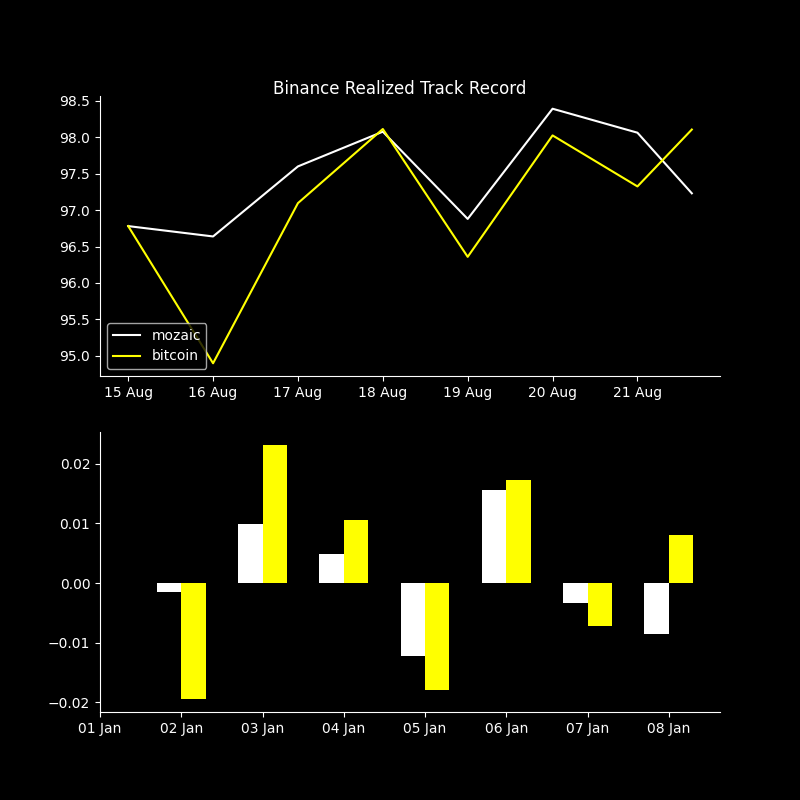 Binance Realized Track Record
98.5
98.0
97.5
97.0
96.5
96.0
95.5
95.0
mozaic
bitcoin
15 Aug 16 Aug 17 Aug 18 Aug 19 Aug 20 Aug 21 Aug
0.02
0.01
0.00
−0.01
−0.02
01 Jan 02 Jan 03 Jan 04 Jan 05 Jan 06 Jan 07 Jan 08 Jan